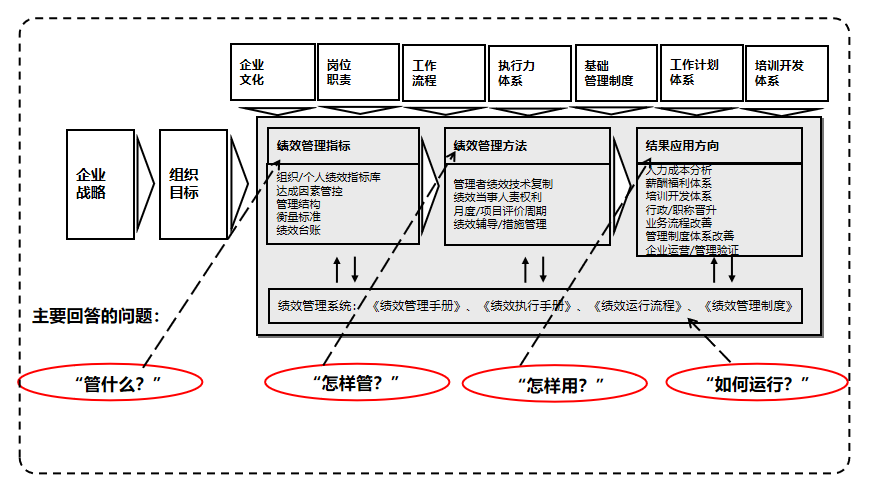 企业
文化
岗位
职责
工作
流程
执行力
体系
基础
管理制度
工作计划
体系
培训开发
体系
企业
战略
组织
目标
绩效管理指标
组织/个人绩效指标库
达成因素管控
管理结构
衡量标准
绩效台账
绩效管理方法
管理者绩效技术复制
绩效当事人责权利
月度/项目评价周期
绩效辅导/措施管理
结果应用方向
人力成本分析
薪酬福利体系
培训开发体系
行政/职称晋升
业务流程改善
管理制度体系改善
企业运营/管理验证
绩效管理系统：《绩效管理手册》、《绩效执行手册》、《绩效运行流程》、《绩效管理制度》
主要回答的问题：
“管什么？”
“怎样管？”
“怎样用？”
“如何运行？”